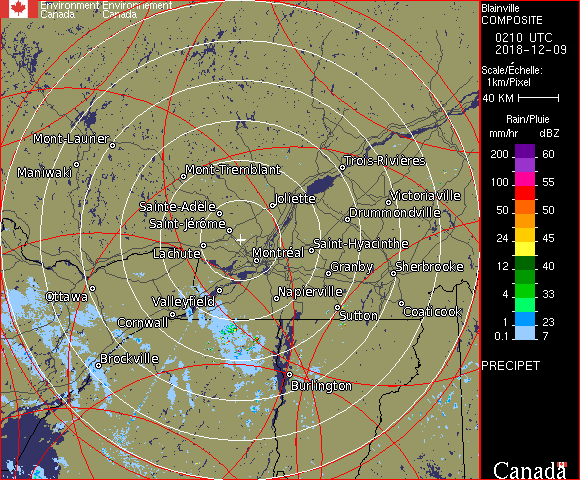 Environment Environnement
Canada Canada
Blainville
COMPOSITE
0210 UTC
2018-12-09
Scale/Échelle:
1km/Pixel
40 KM
Rain/Pluie
mm/hr dBZ
200 60
150 57
100 55
50 50
24 45
12 40
4 33
1 23
0.1 7
PRECIPET
Canada
Mont-Laurier
Maniwaki
Mont-Tremblant
Trois-Rivières
Joliette
Victoriaville
Sainte-Adèle
Drummondville
Saint-Jérôme
Saint-Hyacinthe
Lachute
Montréal
Granby
Sherbrooke
Ottawa
Valleyfield
Napierville
Cornwall
Sutton
Coaticook
Brockville
Burlington